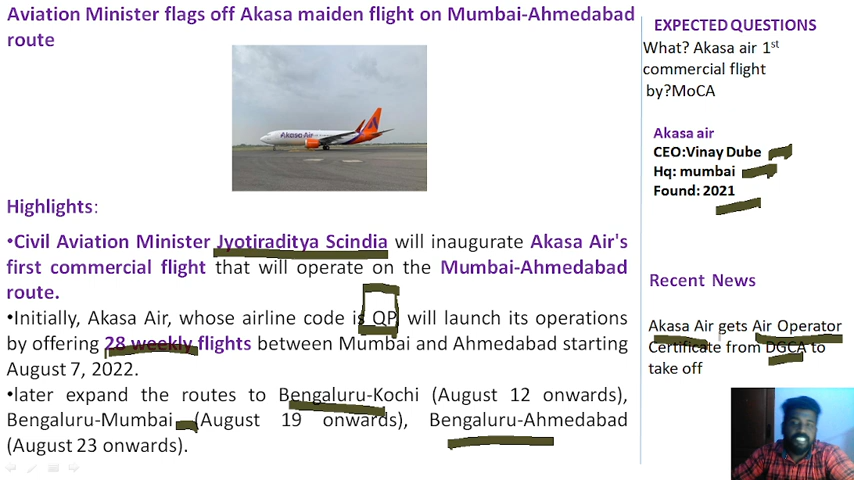 Aviation Minister flags off Akasa maiden flight on Mumbai-Ahmedabad
route
Akasa Air
Highlights:
•Civil Aviation Minister Jyotiraditya Scindia will inaugurate Akasa Air's
first commercial flight that will operate on the Mumbai-Ahmedabad
route.
•Initially, Akasa Air, whose airline code is QP, will launch its operations
by offering 28 weekly flights between Mumbai and Ahmedabad starting
August 7, 2022.
•later expand the routes to Bengaluru-Kochi (August 12 onwards),
Bengaluru-Mumbai (August 19 onwards), Bengaluru-Ahmedabad
(August 23 onwards).
EXPECTED QUESTIONS
What? Akasa air 1st
commercial flight
by?MoCA
Akasa air
CEO:Vinay Dube
Hq: mumbai
Found: 2021
Recent News
Akasa Air gets Air Operator
Certificate from DGCA to
take off